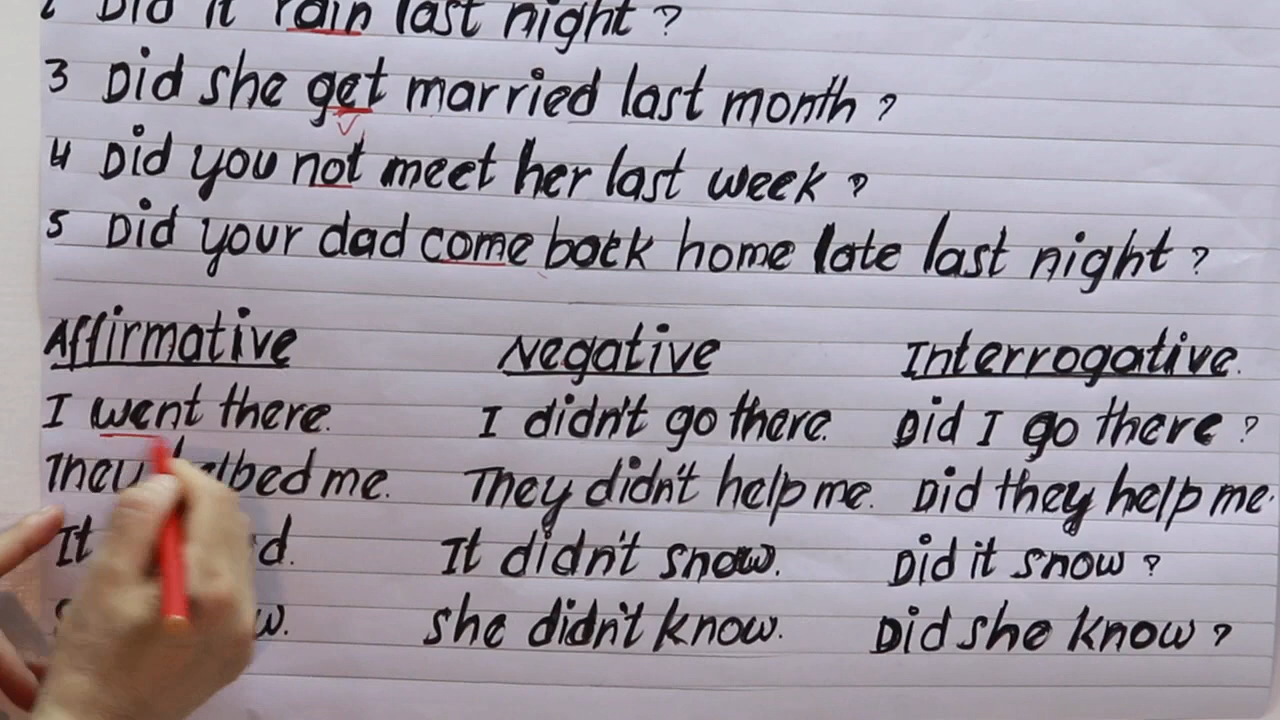 Did it rain last night ?
3 Did she get married last month ?
4 Did you not meet her last week ?
5 Did your dad come back home late last night ?
Affirmative Negative Interrogative.
I went there. I didn't go there. Did I go there ?
They me. They didn't help me. Did they help me.
It It didn't snow. Did it snow ?
She didn't know. Did she know ?